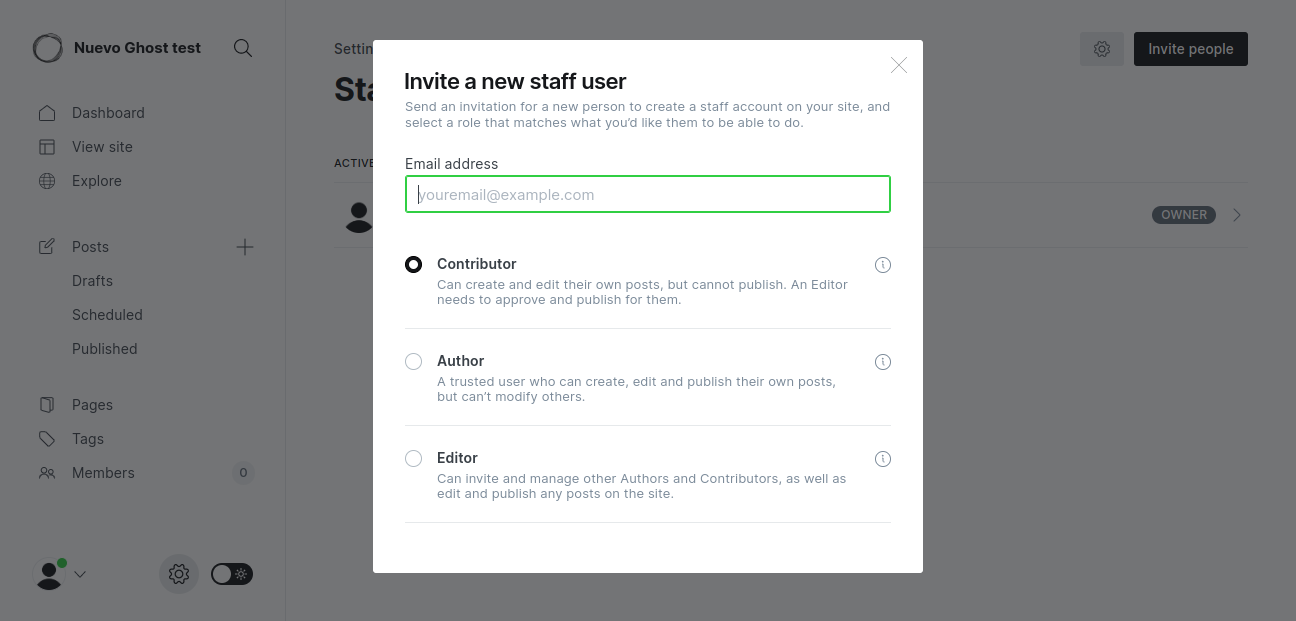 Nuevo Ghost test
Dashboard
View site
Explore
Posts
Drafts
Scheduled
Published
Pages
Tags
Members
0
Invite people
OWNER
Invite a new staff user
Send an invitation for a new person to create a staff account on your site, and
select a role that matches what you’d like them to be able to do.
Email address
youremail@example.com
Contributor
Can create and edit their own posts, but cannot publish. An Editor
needs to approve and publish for them.
Author
A trusted user who can create, edit and publish their own posts,
but can’t modify others.
Editor
Can invite and manage other Authors and Contributors, as well as
edit and publish any posts on the site.